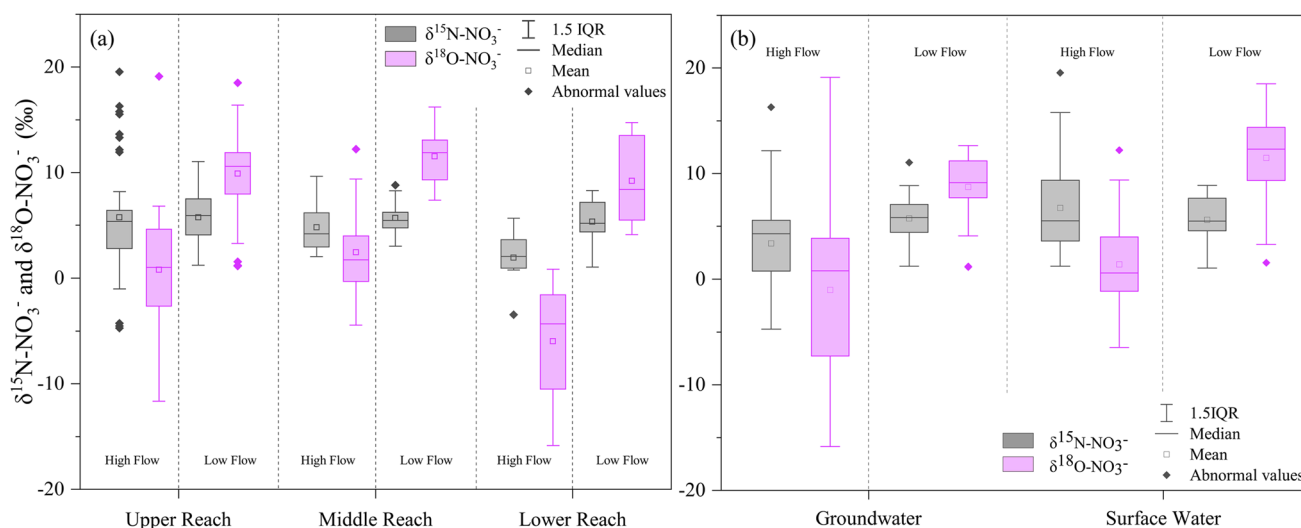 (a)
δ¹⁵N-NO₃⁻
δ¹⁸O-NO₃⁻
1.5 IQR
Median
Mean
Abnormal values
δ¹⁵N-NO₃⁻ and δ¹⁸O-NO₃⁻ (‰)
20
10
0
-10
-20
High Flow
Low Flow
High Flow
Low Flow
High Flow
Low Flow
Upper Reach
Middle Reach
Lower Reach
(b)
High Flow
Low Flow
High Flow
Low Flow
20
10
0
-10
-20
δ¹⁵N-NO₃⁻
δ¹⁸O-NO₃⁻
1.5IQR
Median
Mean
Abnormal values
Groundwater
Surface Water